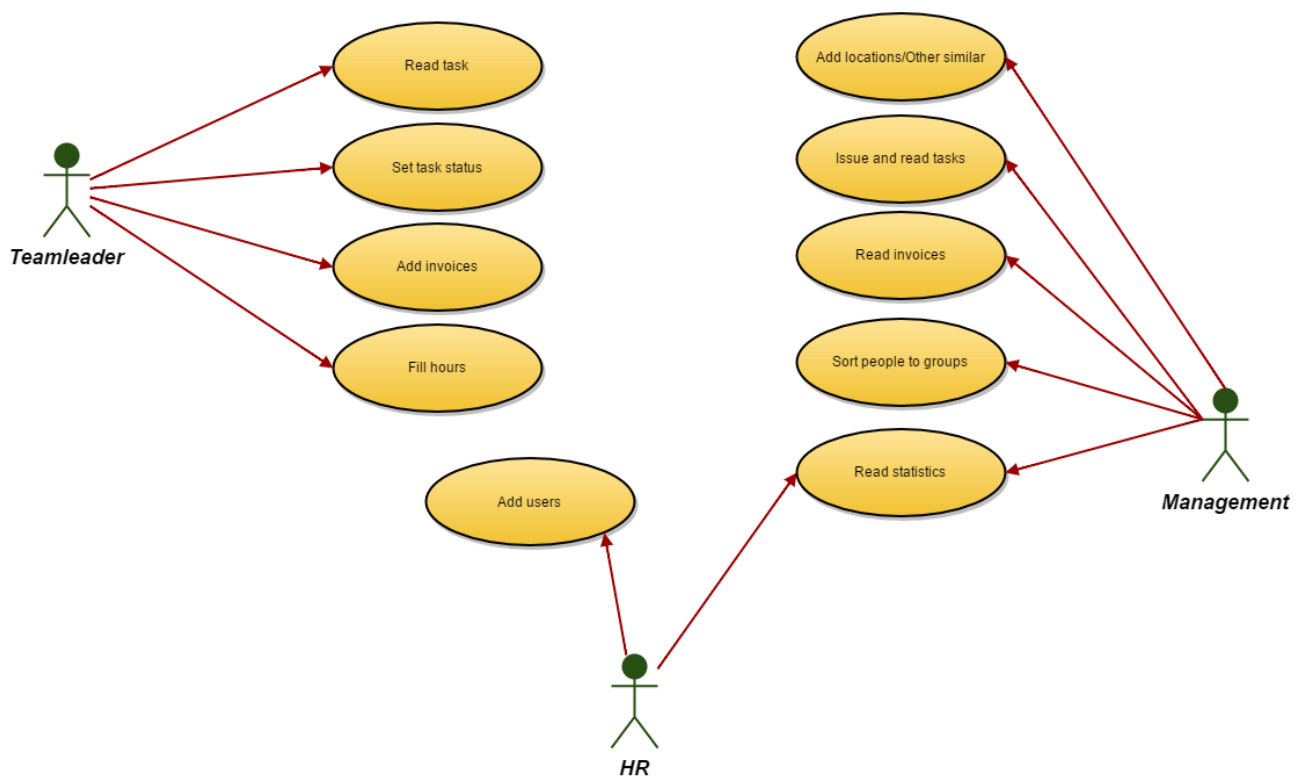 Read task
Set task status
Teamleader
Add invoices
Fill hours
Add locations/Other similar
Issue and read tasks
Read invoices
Sort people to groups
Read statistics
Management
Add users
HR